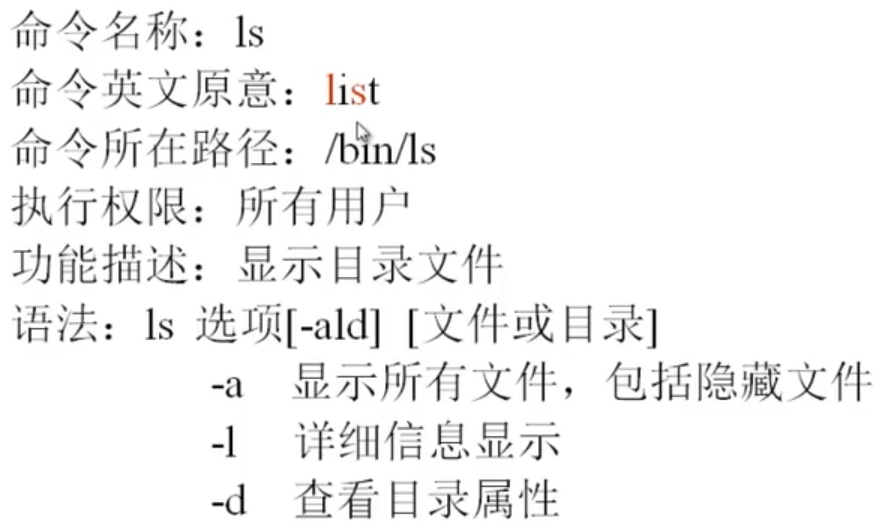 命令名称：ls
命令英文原意：list
命令所在路径：/bin/ls
执行权限：所有用户
功能描述：显示目录文件
语法：ls 选项[-ald] [文件或目录]
-a 显示所有文件，包括隐藏文件
-l 详细信息显示
-d 查看目录属性